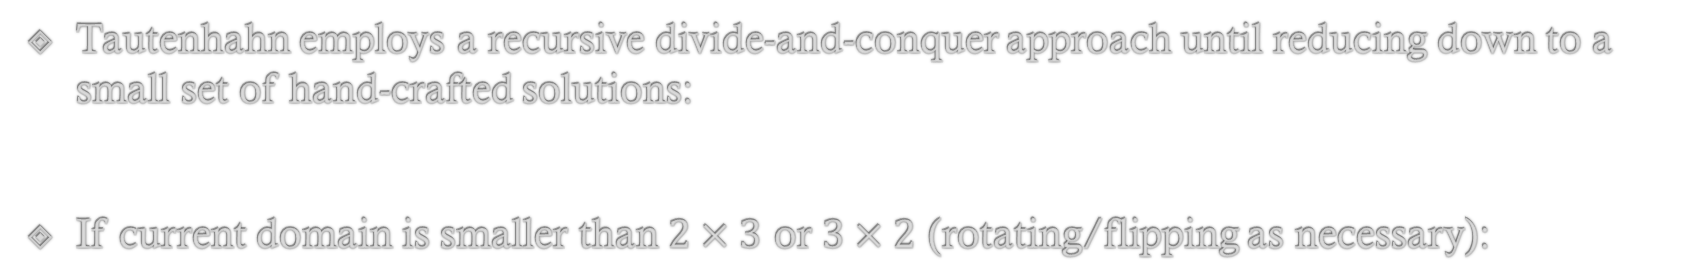 ❖ Tautenhahn employs a recursive divide-and-conquer approach until reducing down to a
small set of hand-crafted solutions:
❖ If current domain is smaller than 2 × 3 or 3 × 2 (rotating/flipping as necessary):